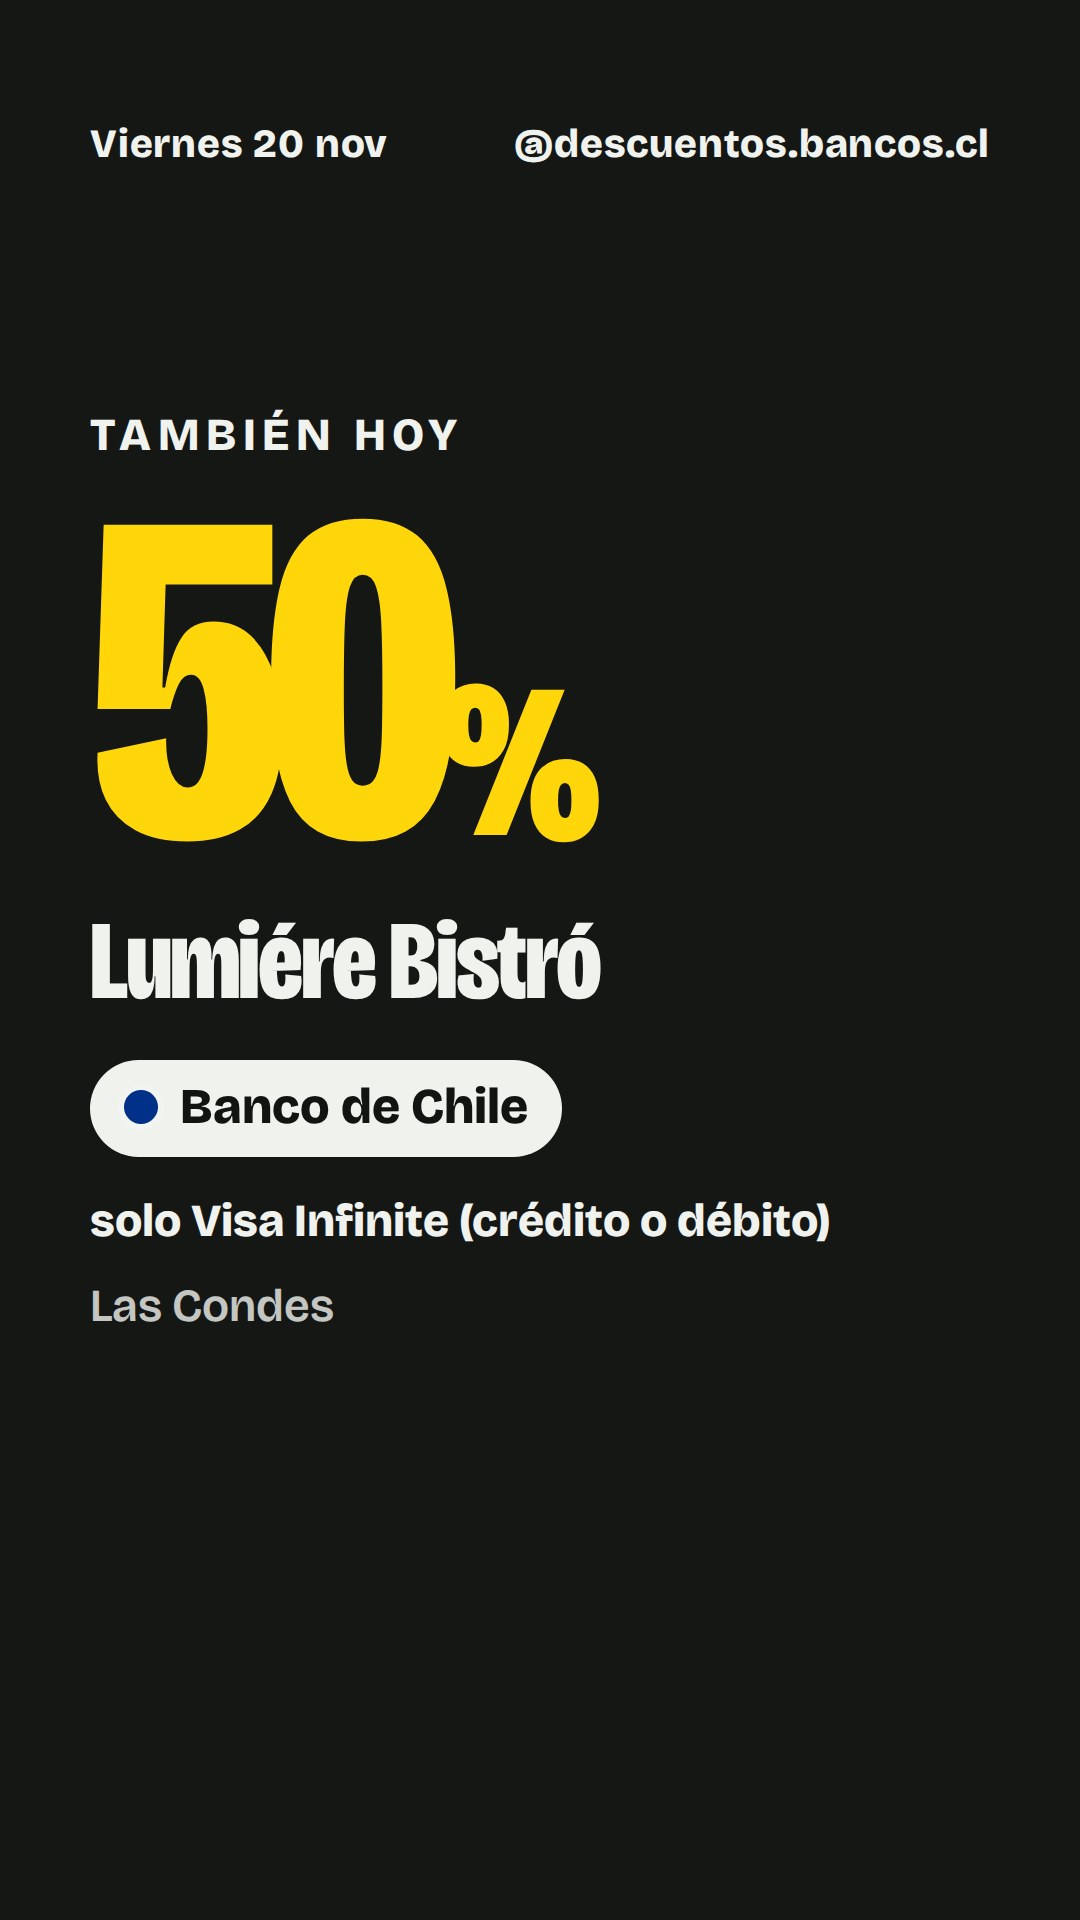 Viernes 20 nov @descuentos.bancos.cl
TAMBIÉN HOY
50%
Lumiére Bistró
Banco de Chile
solo Visa Infinite (crédito o débito)
Las Condes